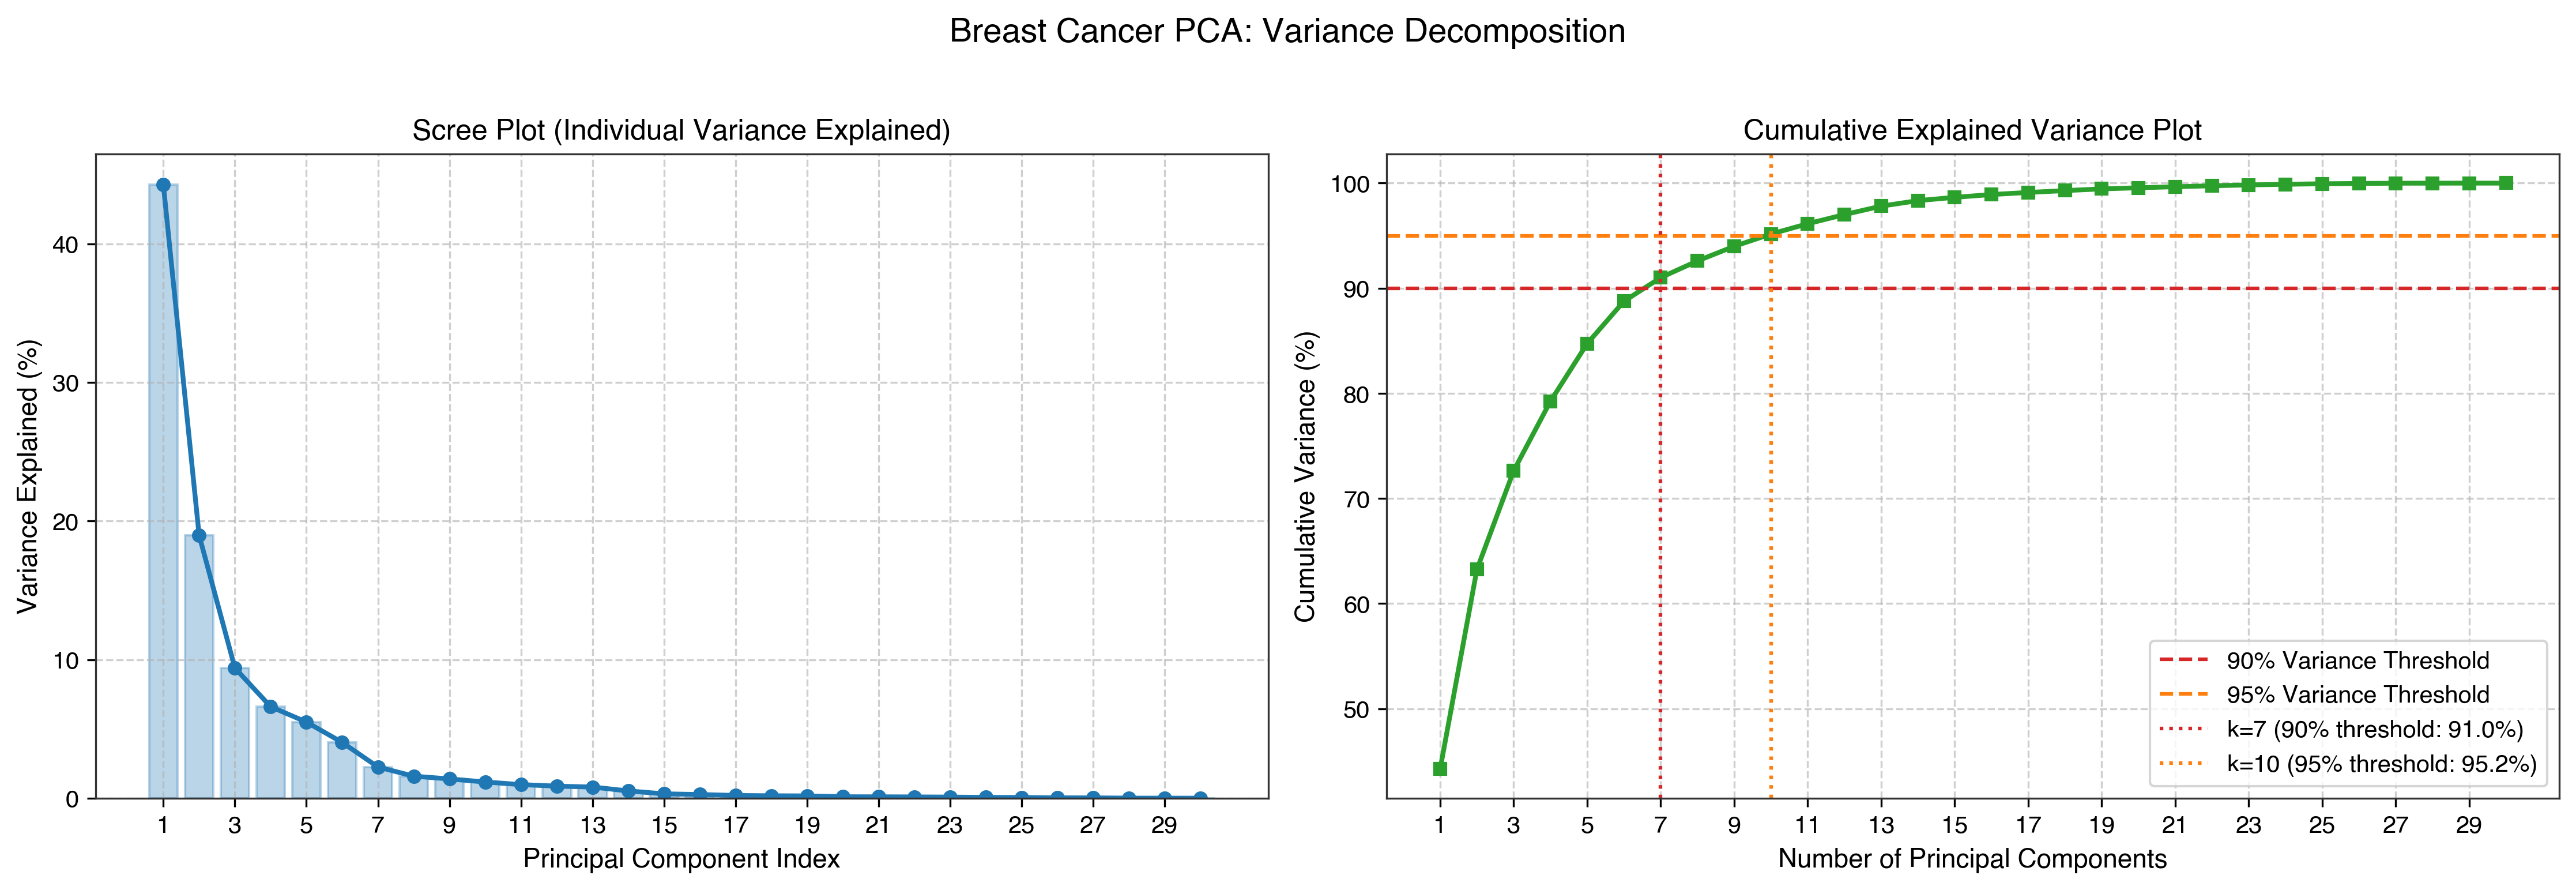 Breast Cancer PCA: Variance Decomposition
Scree Plot (Individual Variance Explained)
Variance Explained (%)
40
30
20
10
0
1 3 5 7 9 11 13 15 17 19 21 23 25 27 29
Principal Component Index
Cumulative Explained Variance Plot
Cumulative Variance (%)
100
90
80
70
60
50
90% Variance Threshold
95% Variance Threshold
k=7 (90% threshold: 91.0%)
k=10 (95% threshold: 95.2%)
1 3 5 7 9 11 13 15 17 19 21 23 25 27 29
Number of Principal Components